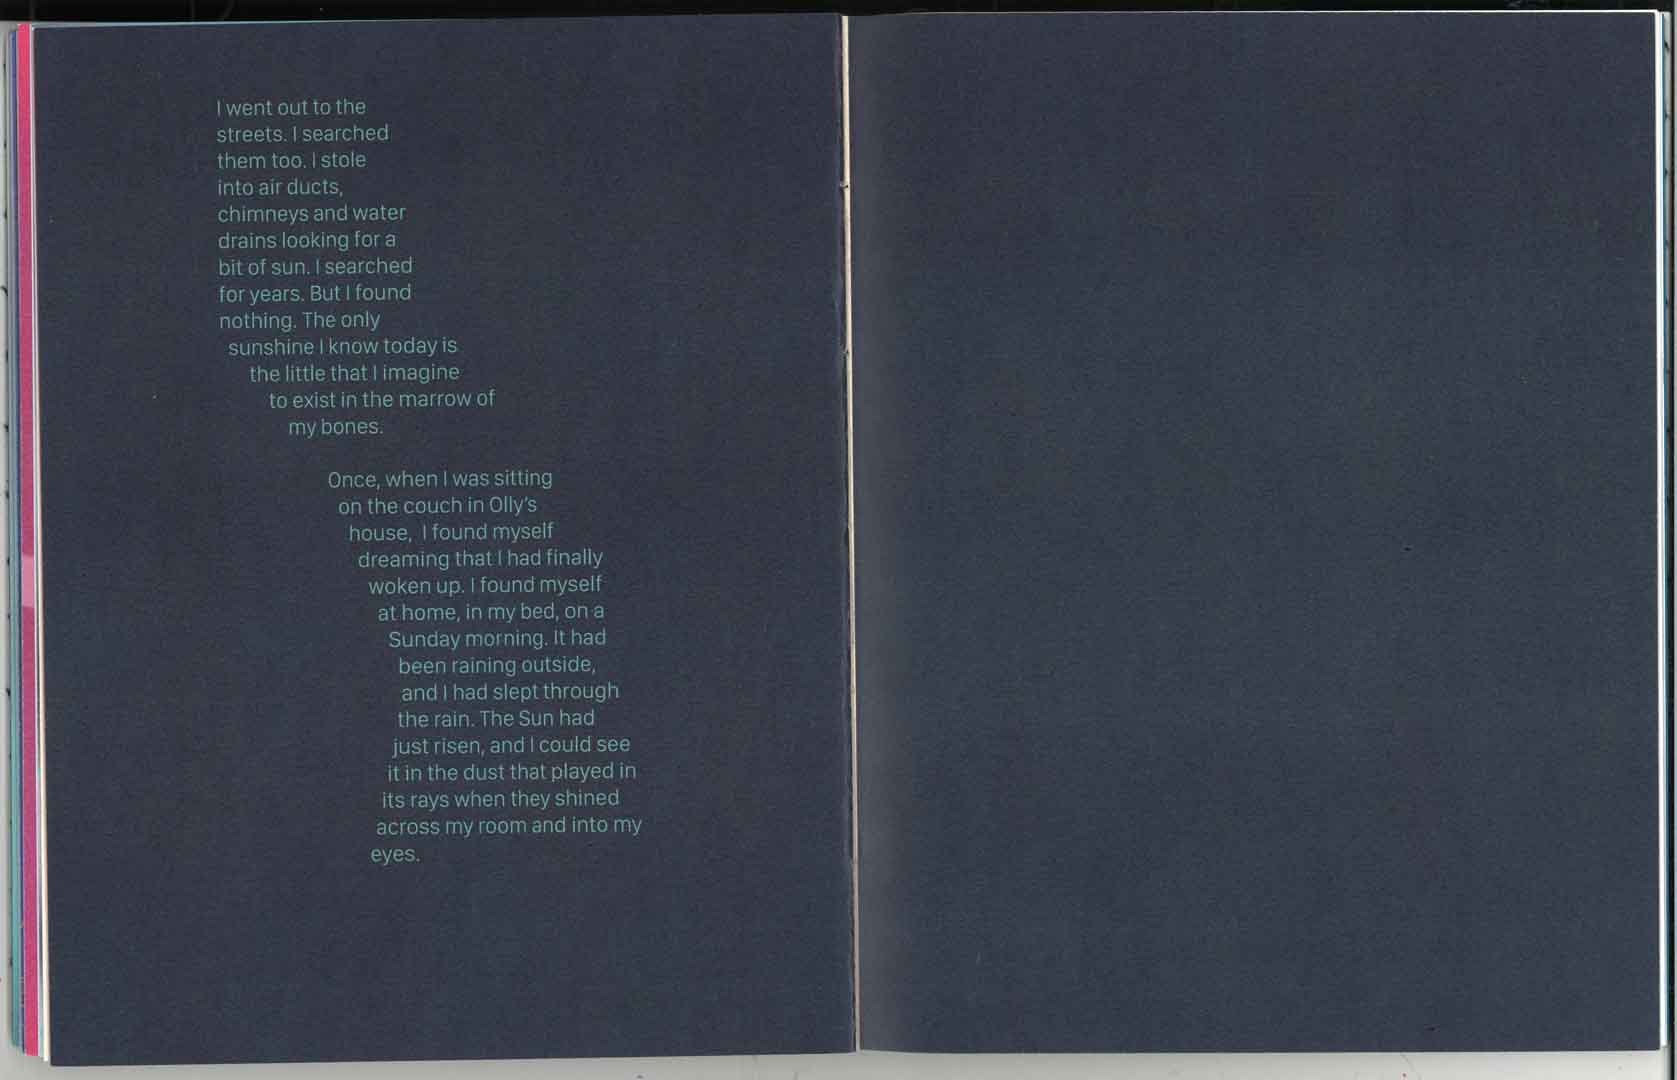 I went out to the
streets. I searched
them too. I stole
into air ducts,
chimneys and water
drains looking for a
bit of sun. I searched
for years. But I found
nothing. The only
sunshine I know today is
the little that I imagine
to exist in the marrow of
my bones.
Once, when I was sitting
on the couch in Olly's
house,  I found myself
dreaming that I had finally
woken up. I found myself
at home, in my bed, on a
Sunday morning. It had
been raining outside,
and I had slept through
the rain. The Sun had
just risen, and I could see
it in the dust that played in
its rays when they shined
across my room and into my
eyes.